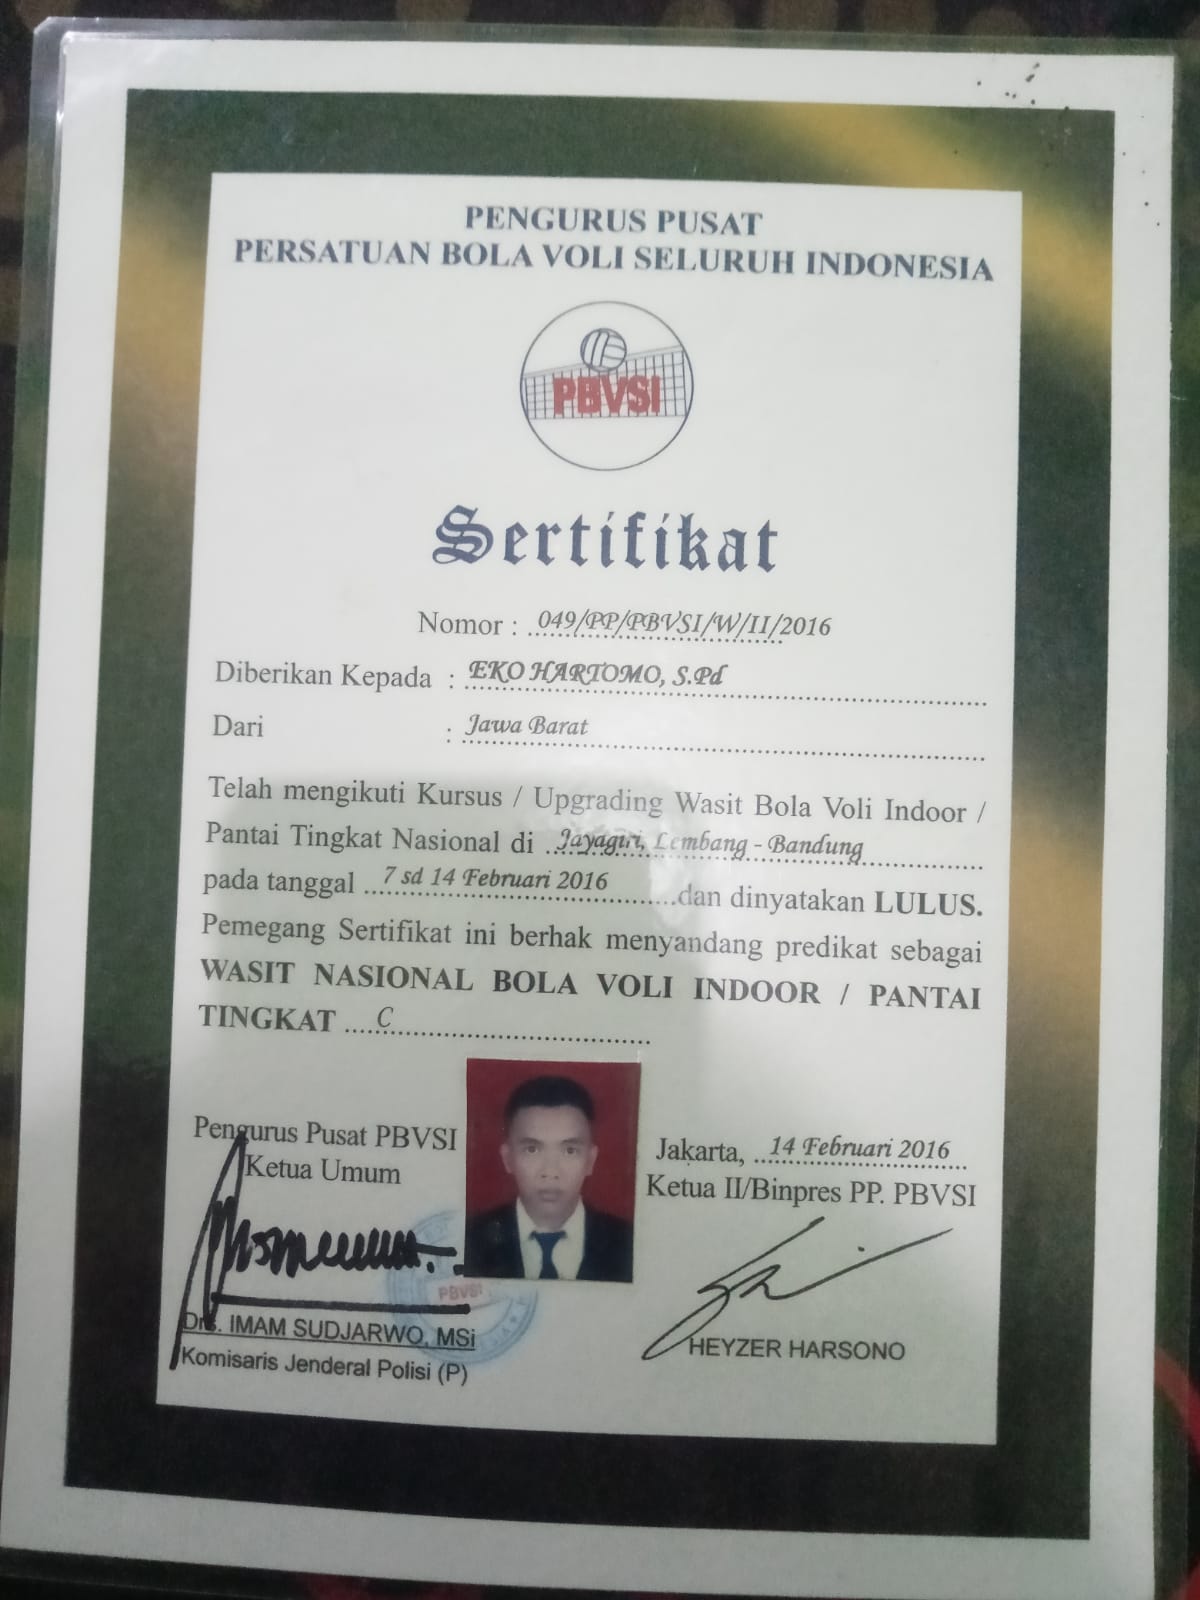 PENGURUS PUSAT
PERSATUAN BOLA VOLI SELURUH INDONESIA
PBVSI
Sertifikat
Nomor : 049/PP/PBVSI/W/II/2016
Diberikan Kepada : EKO HARTOMO, S.Pd
Dari : Jawa Barat
Telah mengikuti Kursus / Upgrading Wasit Bola Voli Indoor /
Pantai Tingkat Nasional di Jayagiri, Lembang - Bandung
pada tanggal 7 sd 14 Februari 2016 dan dinyatakan LULUS.
Pemegang Sertifikat ini berhak menyandang predikat sebagai
WASIT NASIONAL BOLA VOLI INDOOR / PANTAI
TINGKAT C
Pengurus Pusat PBVSI
Ketua Umum
PBVSI
Drs. IMAM SUDJARWO, MSi
Komisaris Jenderal Polisi (P)
Jakarta, 14 Februari 2016
Ketua II/Binpres PP. PBVSI
HEYZER HARSONO